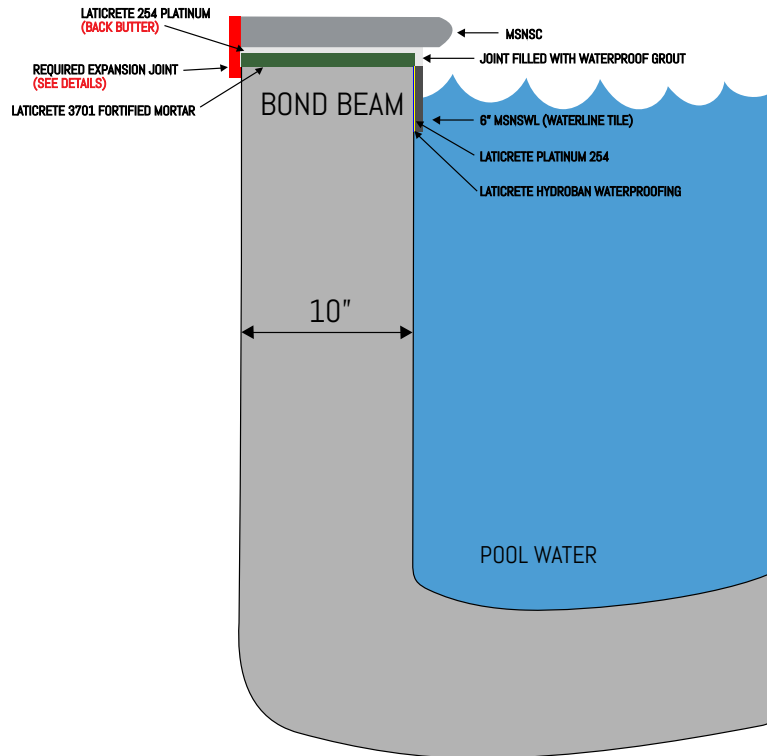 LATICRETE 254 PLATINUM
(BACK BUTTER)
MSNSC
JOINT FILLED WITH WATERPROOF GROUT
REQUIRED EXPANSION JOINT
(SEE DETAILS)
LATICRETE 3701 FORTIFIED MORTAR
BOND BEAM
6" MSNSWL (WATERLINE TILE)
LATICRETE PLATINUM 254
LATICRETE HYDROBAN WATERPROOFING
10"
POOL WATER